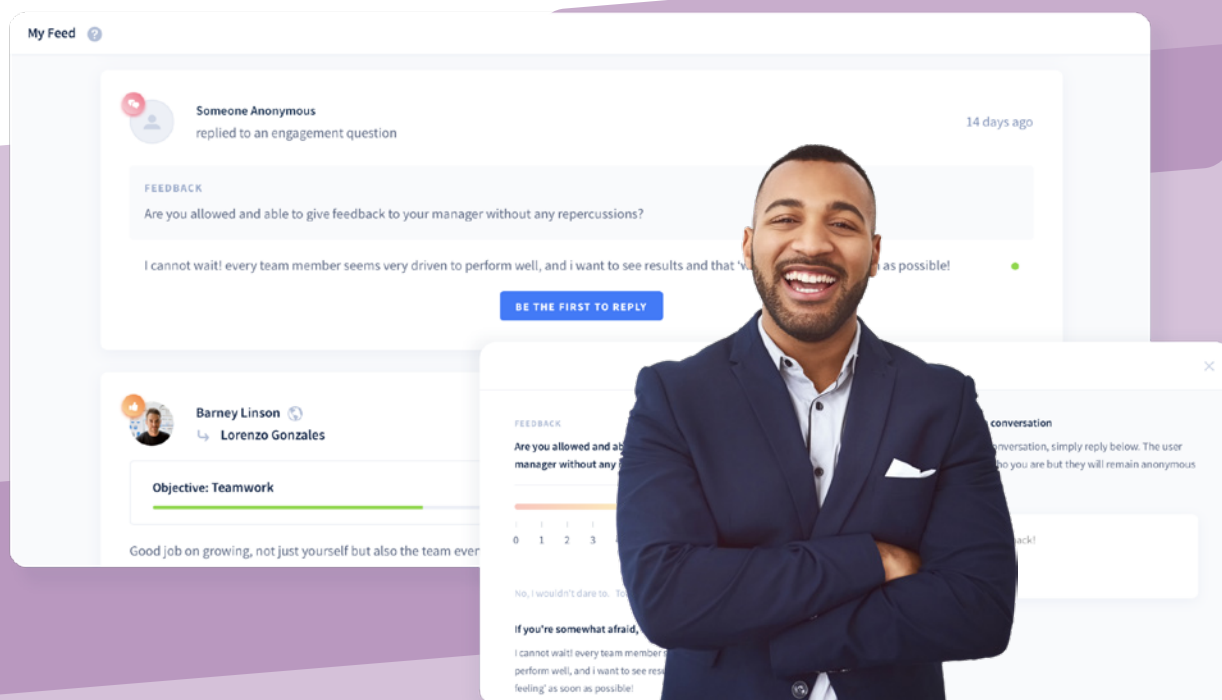 My Feed ?
Someone Anonymous
replied to an engagement question
14 days ago
FEEDBACK
Are you allowed and able to give feedback to your manager without any repercussions?
I cannot wait! every team member seems very driven to perform well, and i want to see results and that as possible!
BE THE FIRST TO REPLY
Barney Linson
Lorenzo Gonzales
Objective: Teamwork
Good job on growing, not just yourself but also the team
FEEDBACK
Are you allowed and
manager without any
0 1 2 3
No, I wouldn't dare to.
If you're somewhat afraid,
I cannot wait! every team member
perform well, and i want to see
feeling' as soon as possible!
conversation
simply reply below. The user
you are but they will remain anonymous